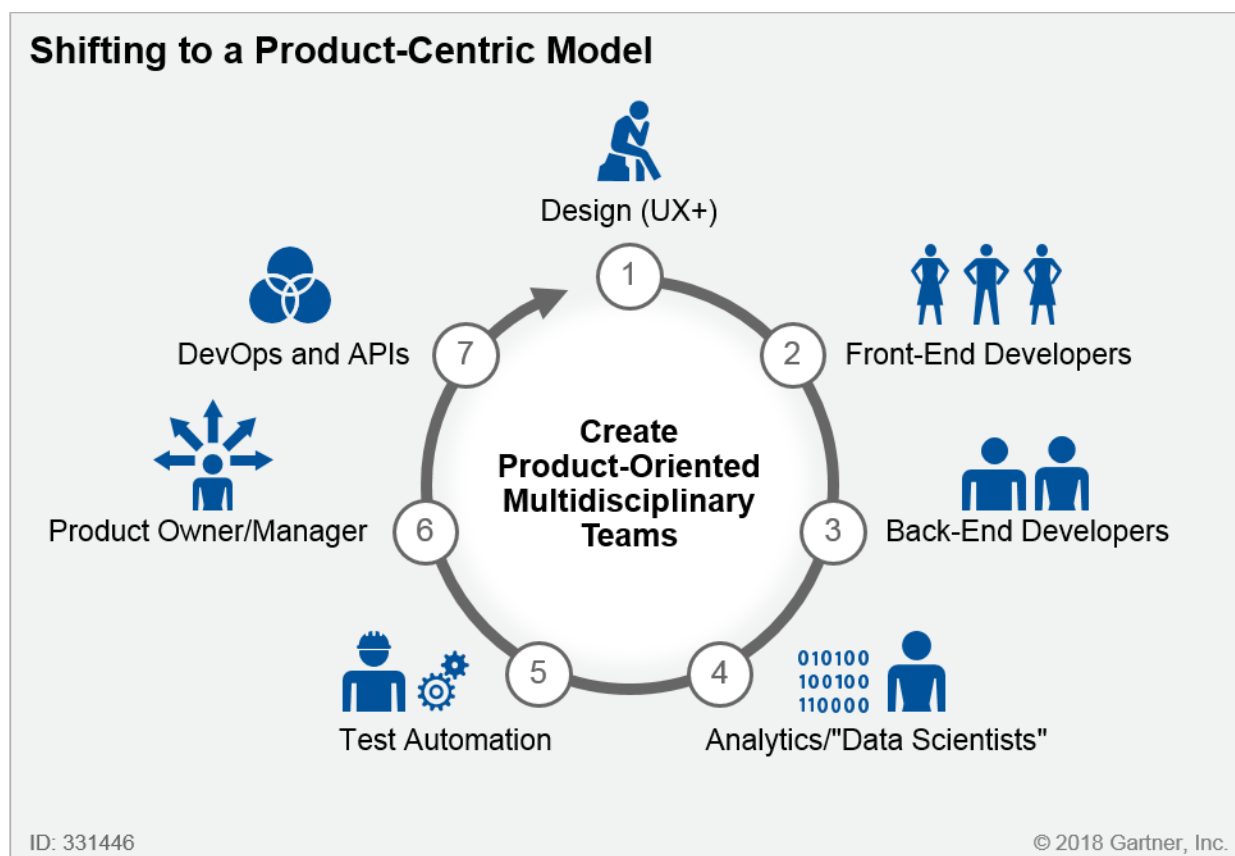 Shifting to a Product-Centric Model
Design (UX+)
1
2
Front-End Developers
3
Back-End Developers
4
010100
100100
110000
Analytics/"Data Scientists"
5
Test Automation
6
Product Owner/Manager
7
DevOps and APIs
Create
Product-Oriented
Multidisciplinary
Teams
ID: 331446
© 2018 Gartner, Inc.